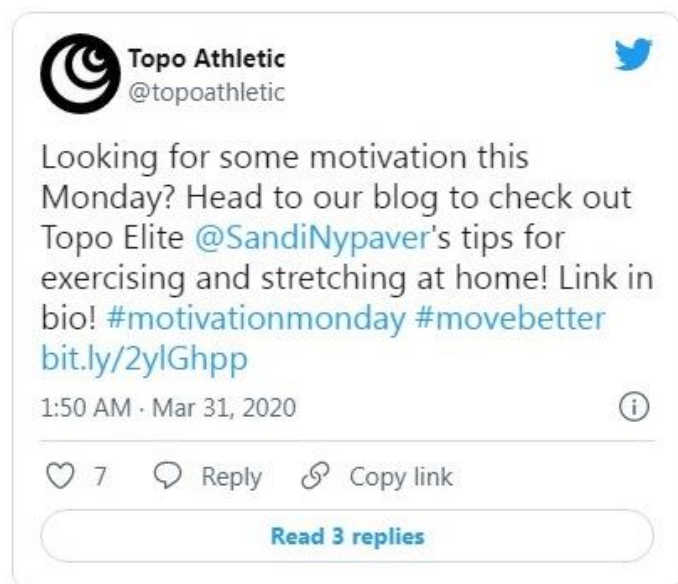 Topo Athletic
@topoathletic
Looking for some motivation this
Monday? Head to our blog to check out
Topo Elite @SandiNypaver's tips for
exercising and stretching at home! Link in
bio! #motivationmonday #movebetter
bit.ly/2ylGhpp
1:50 AM · Mar 31, 2020
7 Reply Copy link
Read 3 replies